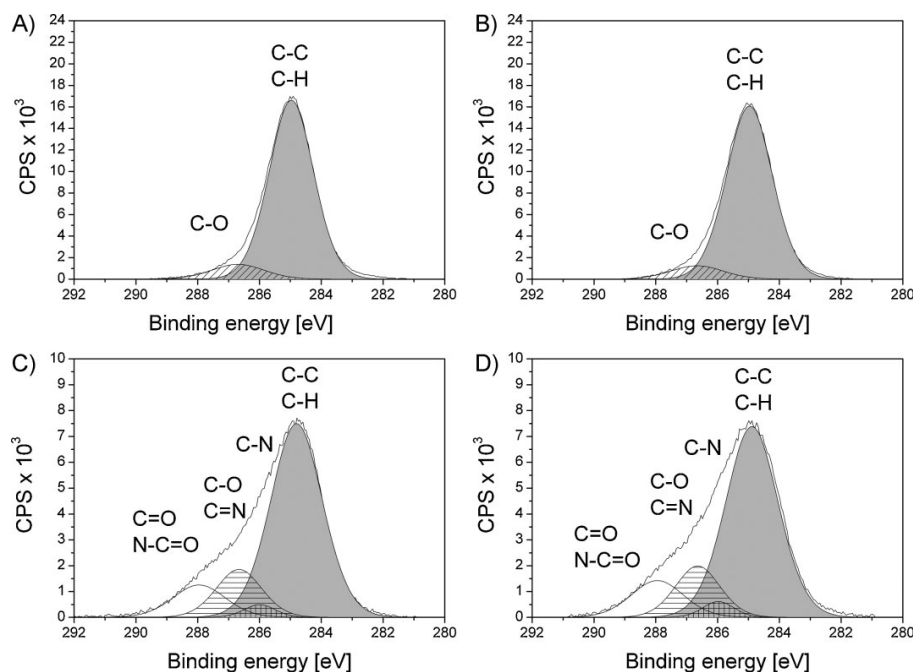 A)
24
22
20
18
16
14
12
10
8
6
4
2
0
CPS x 10³
C-C
C-H
C-O
292 290 288 286 284 282 280
Binding energy [eV]
B)
24
22
20
18
16
14
12
10
8
6
4
2
0
CPS x 10³
C-C
C-H
C-O
292 290 288 286 284 282 280
Binding energy [eV]
C)
10
9
8
7
6
5
4
3
2
1
0
CPS x 10³
C-C
C-H
C-N
C-O
C=N
C=O
N-C=O
292 290 288 286 284 282 280
Binding energy [eV]
D)
10
9
8
7
6
5
4
3
2
1
0
CPS x 10³
C-C
C-H
C-N
C-O
C=N
C=O
N-C=O
292 290 288 286 284 282 280
Binding energy [eV]